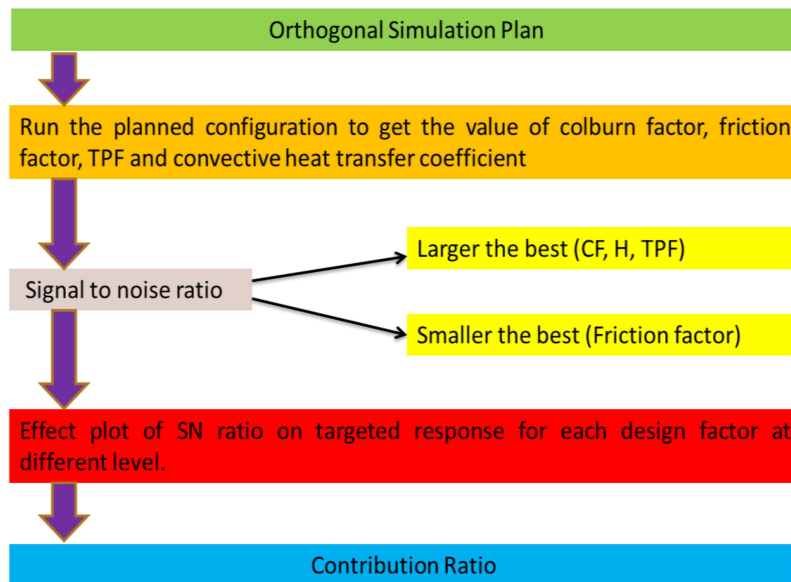 Orthogonal Simulation Plan
Run the planned configuration to get the value of colburn factor, friction
factor, TPF and convective heat transfer coefficient
Larger the best (CF, H, TPF)
Signal to noise ratio
Smaller the best (Friction factor)
Effect plot of SN ratio on targeted response for each design factor at
different level.
Contribution Ratio